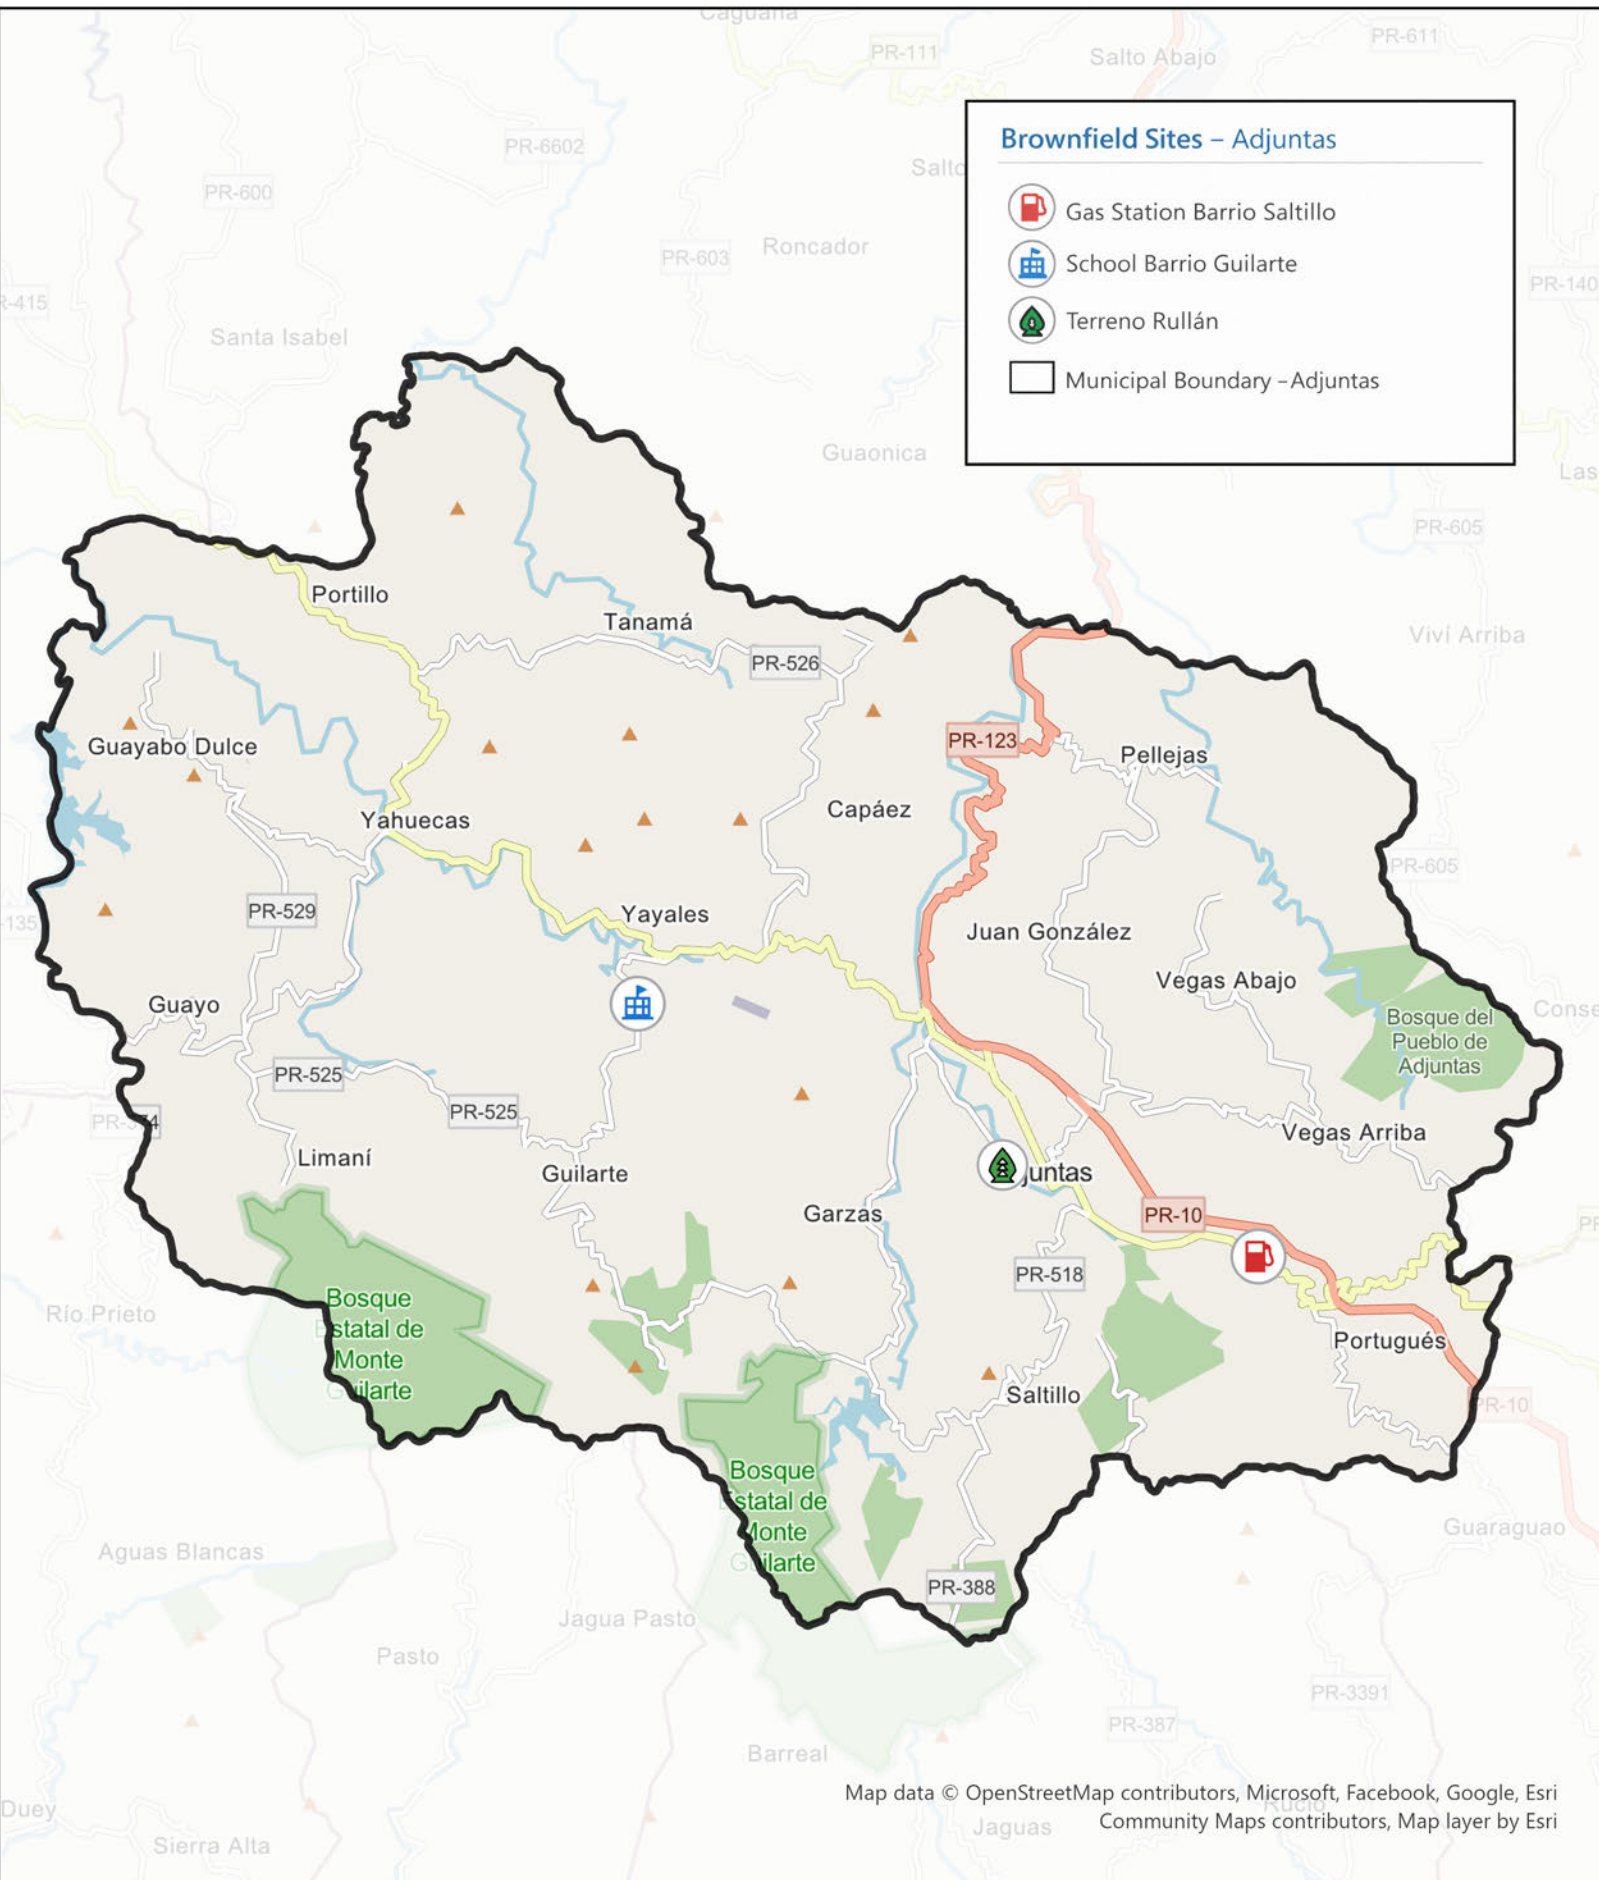 Caguana
PR-111
Salto Abajo
PR-611
PR-6602
PR-600
Salto
PR-603
Roncador
PR-140
R-415
Santa Isabel
Guaonica
Las
PR-605
Viví Arriba
PR-605
Brownfield Sites – Adjuntas
Gas Station Barrio Saltillo
School Barrio Guilarte
Terreno Rullán
Municipal Boundary – Adjuntas
Portillo
Tanamá
PR-526
PR-123
Pellejas
Guayabo Dulce
Yahuecas
Capáez
PR-529
Yayales
Juan González
-135
Vegas Abajo
Guayo
Bosque del
Pueblo de
Adjuntas
Conse
PR-525
PR-525
Vegas Arriba
Limaní
Guilarte
juntas
Garzas
PR-10
PR-518
Río Prieto
Bosque
statal de
Monte
Guilarte
Portugués
Saltillo
PR-10
Bosque
Estatal de
Monte
Guilarte
PR-388
Guaraguao
Aguas Blancas
Jagua Pasto
Pasto
PR-3391
PR-387
Barreal
Map data © OpenStreetMap contributors, Microsoft, Facebook, Google, Esri
Community Maps contributors, Map layer by Esri
Duey
Rucio
Jaguas
Sierra Alta